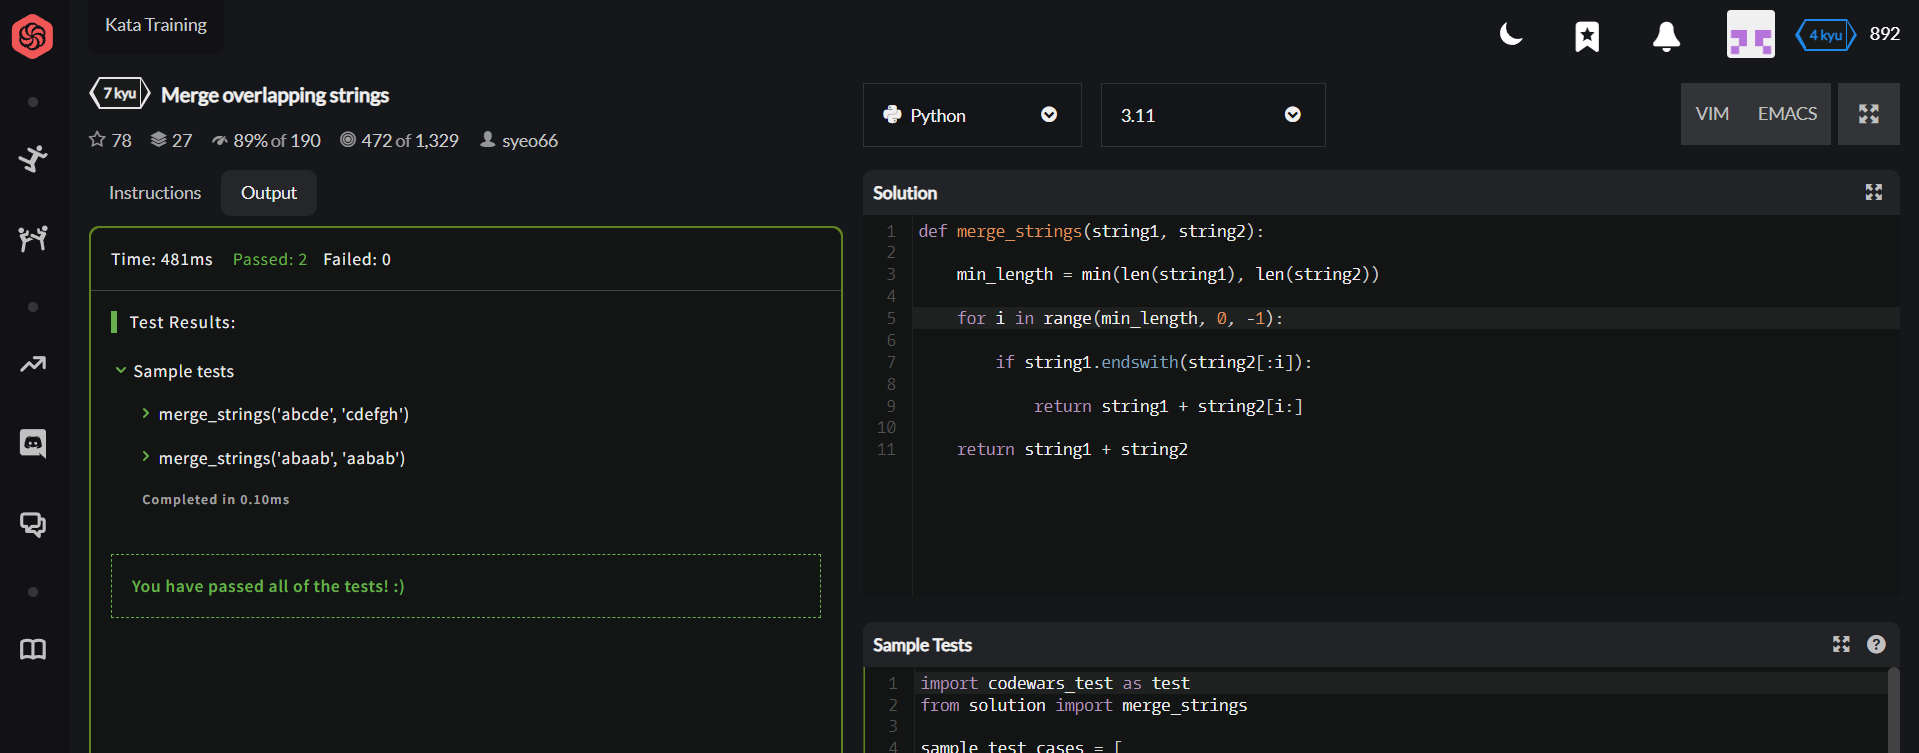 Kata Training
4 kyu 892
7 kyu Merge overlapping strings
78 27 89% of 190 472 of 1,329 syeo66
Python
3.11
VIM EMACS
Instructions Output
Time: 481ms Passed: 2 Failed: 0
Test Results:
Sample tests
merge_strings('abcde', 'cdefgh')
merge_strings('abaab', 'aabab')
Completed in 0.10ms
You have passed all of the tests! :)
Solution
1 def merge_strings(string1, string2):
2
3     min_length = min(len(string1), len(string2))
4
5     for i in range(min_length, 0, -1):
6
7         if string1.endswith(string2[:i]):
8
9             return string1 + string2[i:]
10
11     return string1 + string2
Sample Tests
?
1 import codewars_test as test
2 from solution import merge_strings
3
4 sample_test_cases = [